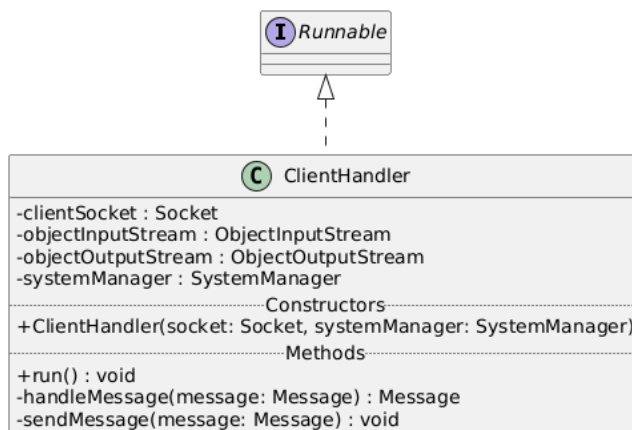 I Runnable
C ClientHandler
-clientSocket : Socket
-objectInputStream : ObjectInputStream
-objectOutputStream : ObjectOutputStream
-systemManager : SystemManager
Constructors
+ClientHandler(socket: Socket, systemManager: SystemManager)
Methods
+run() : void
-handleMessage(message: Message) : Message
-sendMessage(message: Message) : void